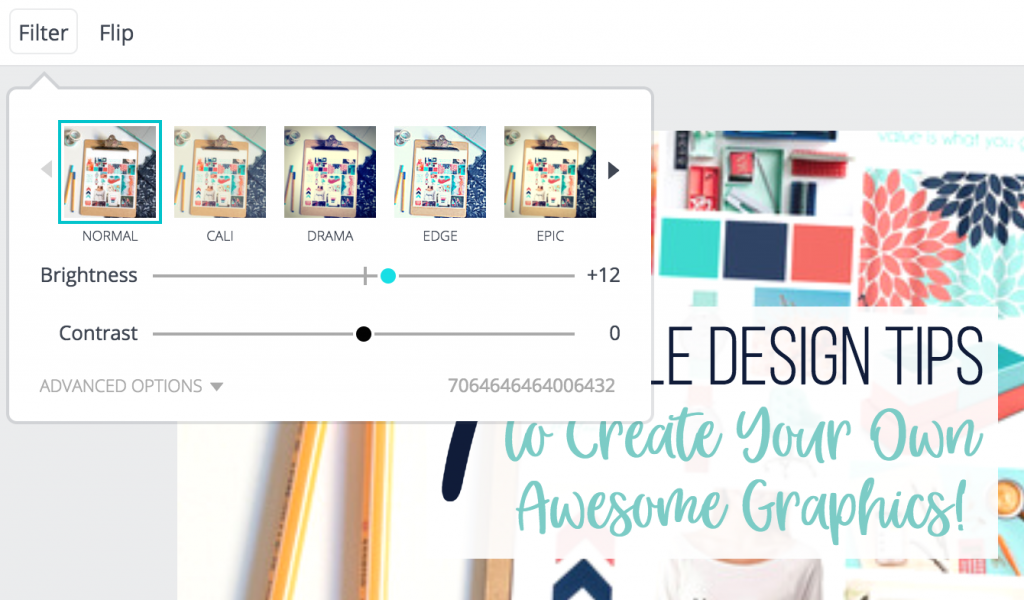 Filter Flip
value is what you
NORMAL CALI DRAMA EDGE EPIC
Brightness +12
Contrast 0
ADVANCED OPTIONS 7064646464006432
LE DESIGN TIPS
7 to Create Your Own
Awesome Graphics!